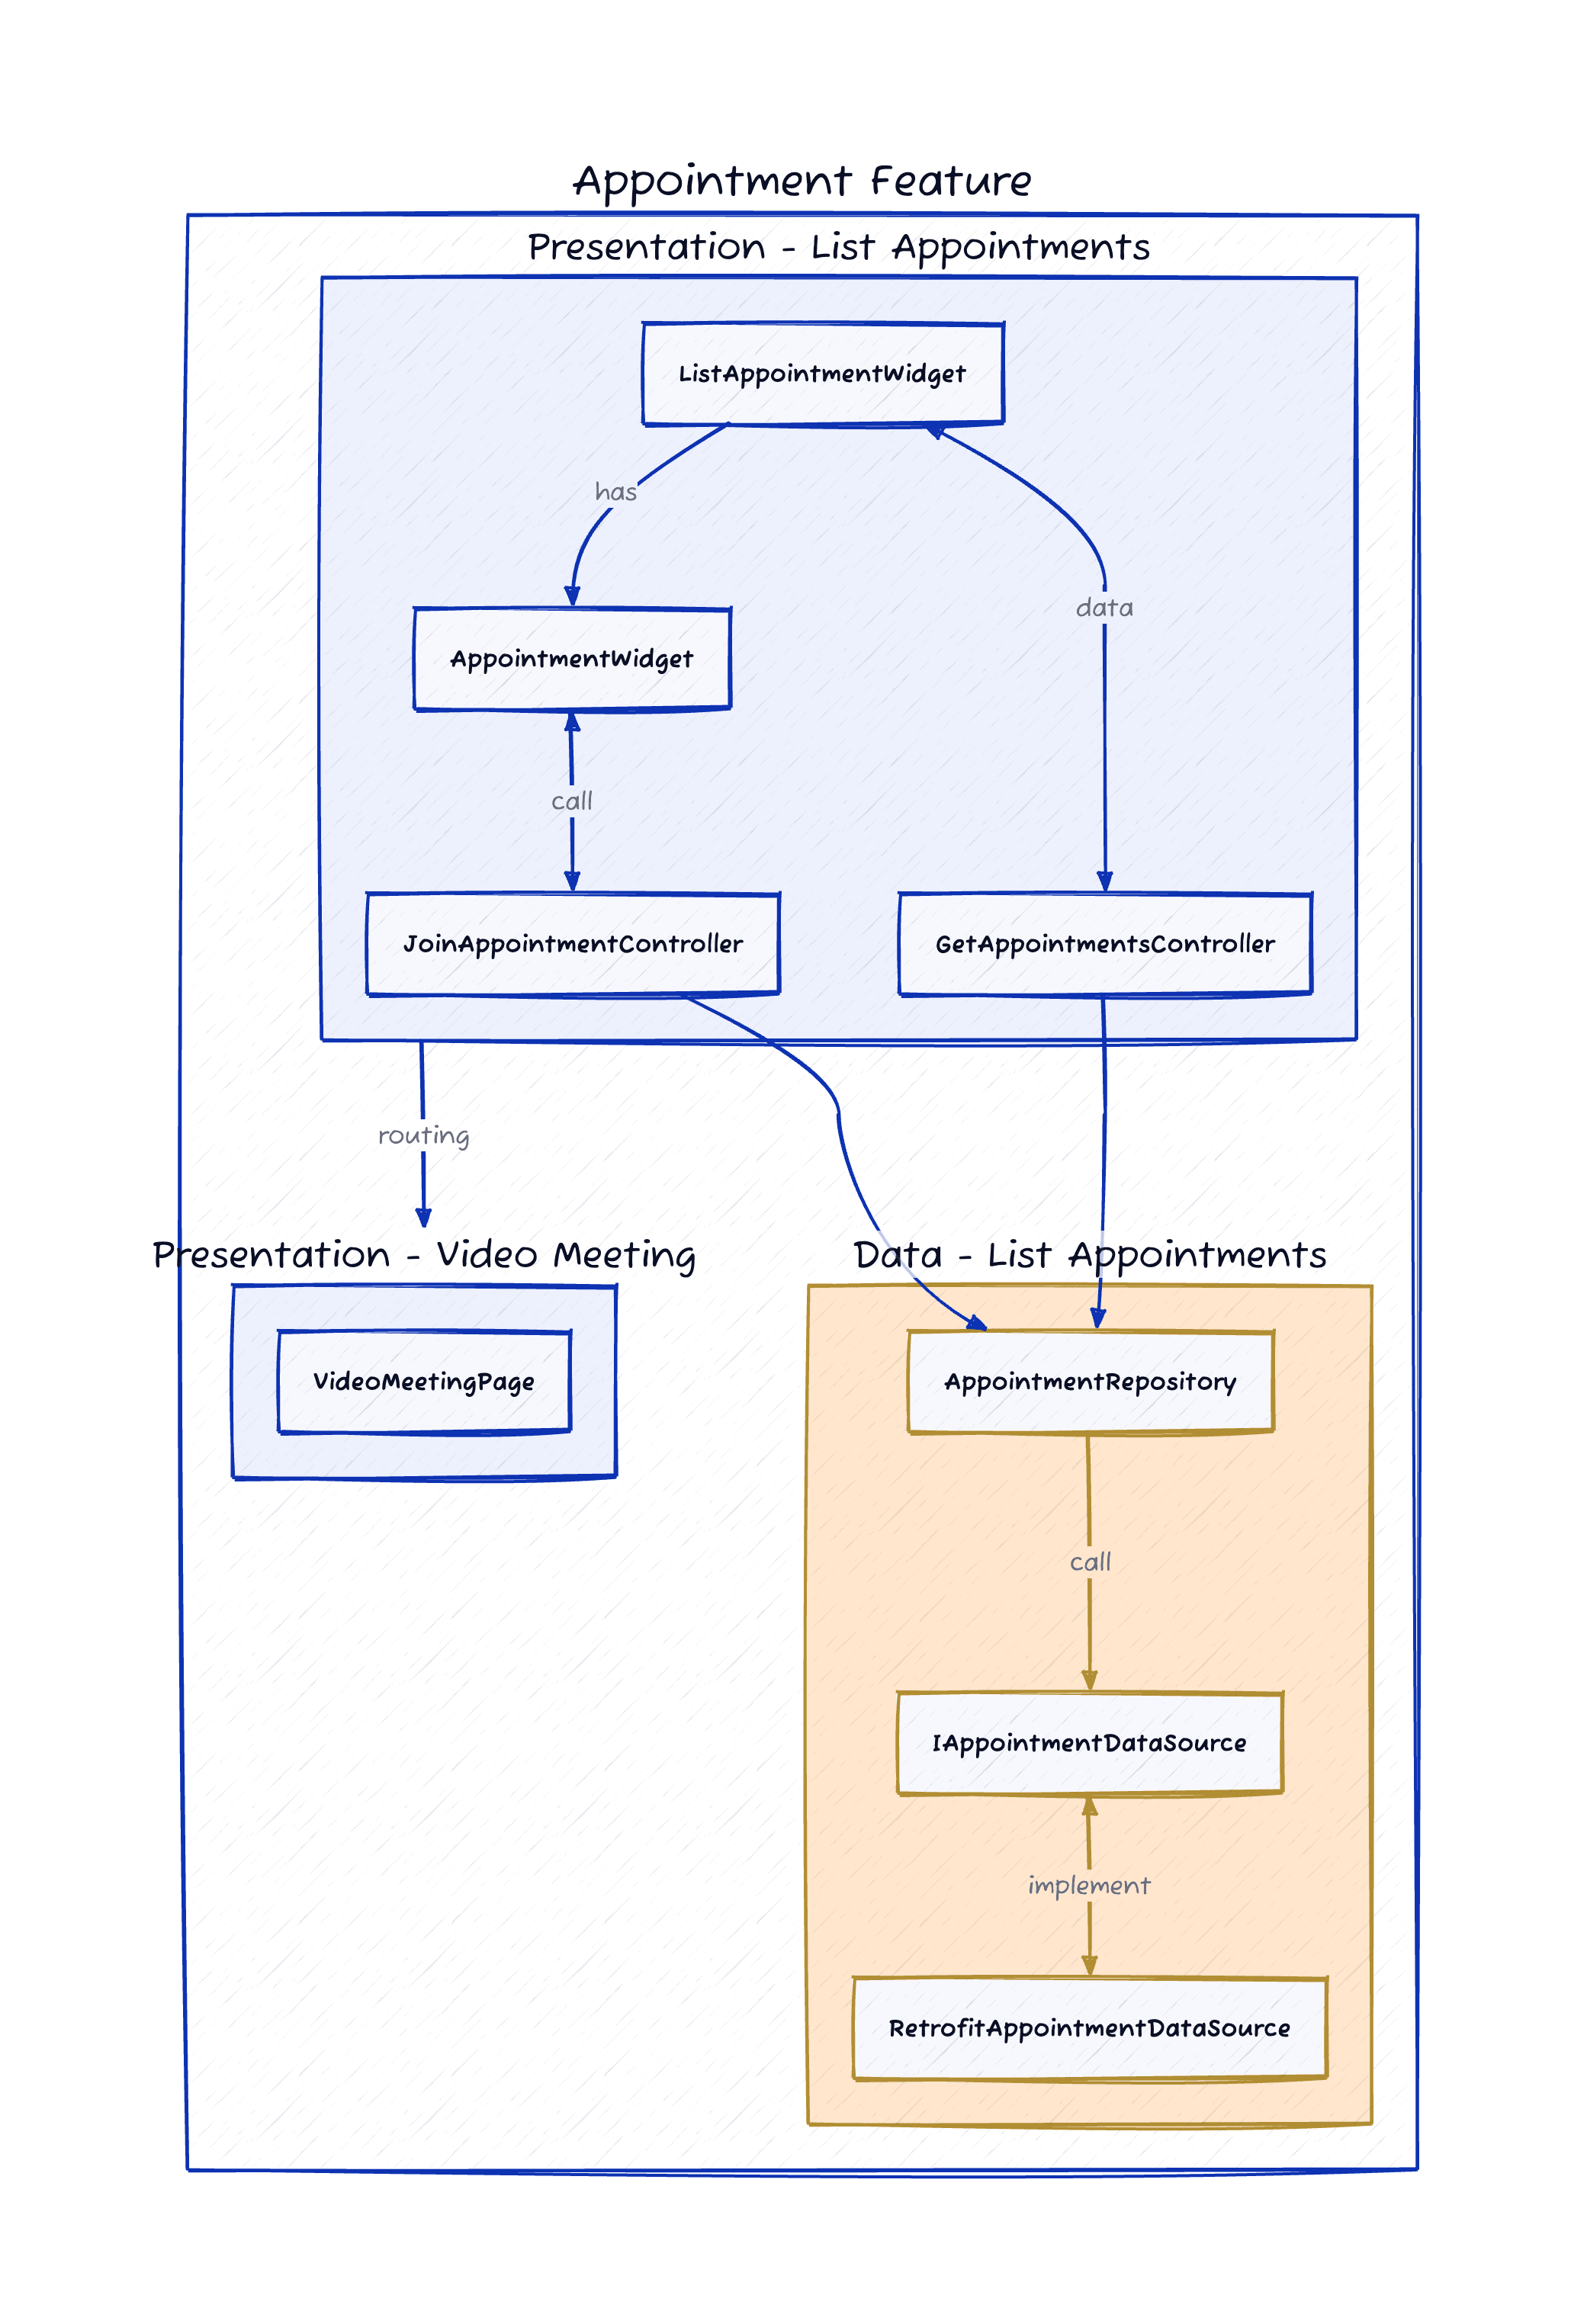 Appointment Feature
Presentation - List Appointments
ListAppointmentWidget
has
data
AppointmentWidget
call
JoinAppointmentController
GetAppointmentsController
routing
Presentation - Video Meeting
Data - List Appointments
VideoMeetingPage
AppointmentRepository
call
IAppointmentDataSource
implement
RetrofitAppointmentDataSource